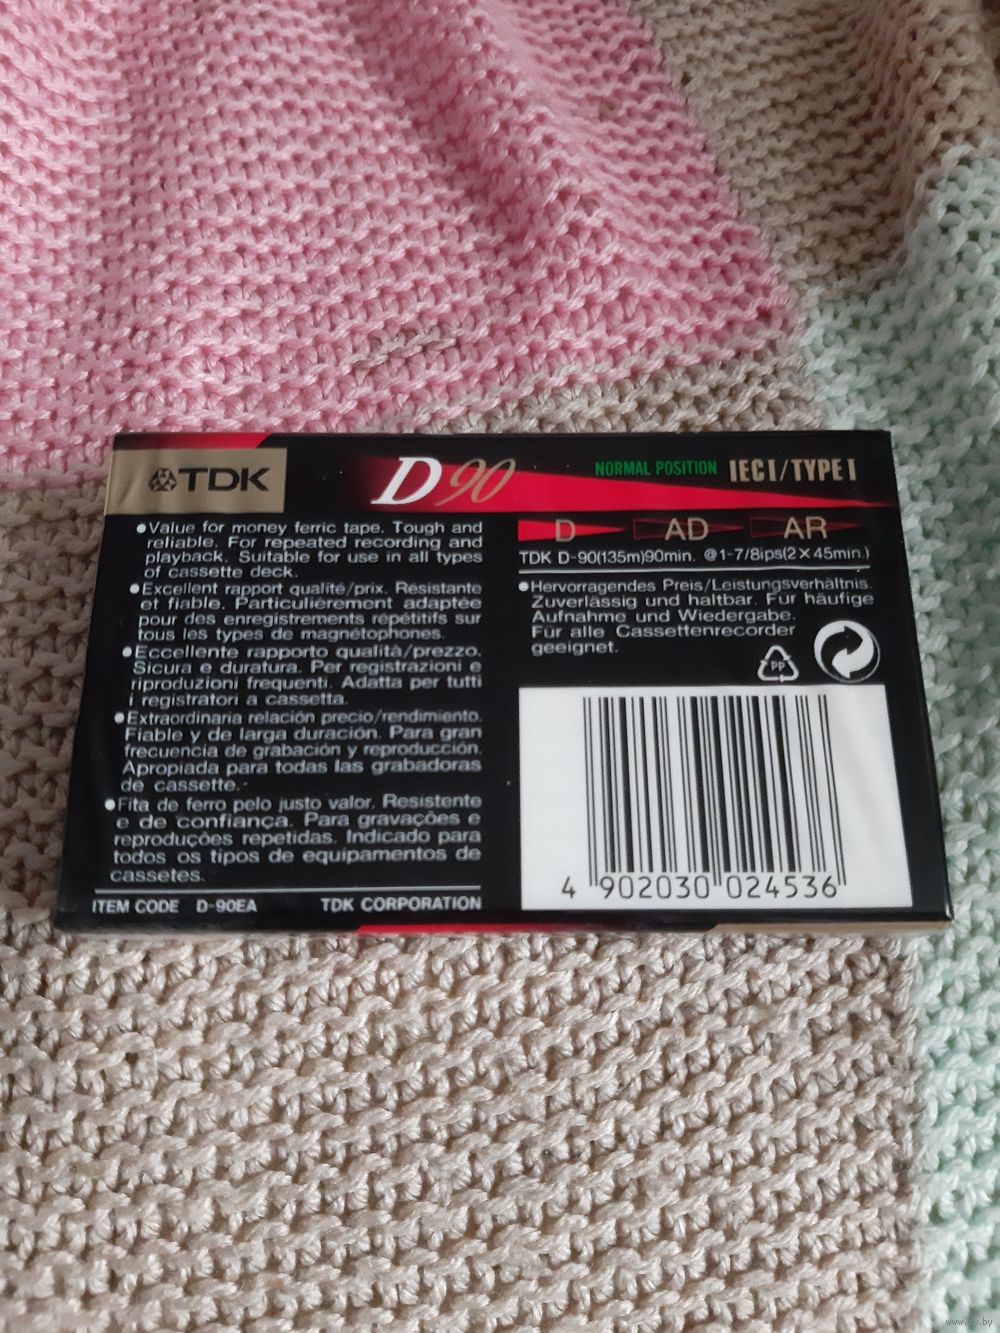 TDK
D90
NORMAL POSITION
IECI/TYPE I
Value for money ferric tape. Tough and
reliable. For repeated recording and
playback. Suitable for use in all types
of cassette deck.
Excellent rapport qualité/prix. Résistante
et fiable. Particulièrement adaptée
pour des enregistrements répétitifs sur
tous les types de magnétophones.
Eccellente rapporto qualità/prezzo.
Sicura e duratura. Per registrazioni e
riproduzioni frequenti. Adatta per tutti
i registratori a cassetta.
Extraordinaria relación precio/rendimiento.
Fiable y de larga duración. Para gran
frecuencia de grabación y reproducción.
Apropiada para todas las grabadoras
de cassette.
Fita de ferro pelo justo valor. Resistente
e de confiança. Para gravações e
reproduções repetidas. Indicado para
todos os tipos de equipamentos de
cassetes.
ITEM CODE D-90EA
TDK CORPORATION
D AD AR
TDK D-90(135m)90min. @1-7/8ips(2×45min.)
Hervorragendes Preis/Leistungsverhältnis.
Zuverlässig und haltbar. Für häufige
Aufnahme und Wiedergabe.
Für alle Cassettenrecorder
geeignet.
PP
4 902030 024536